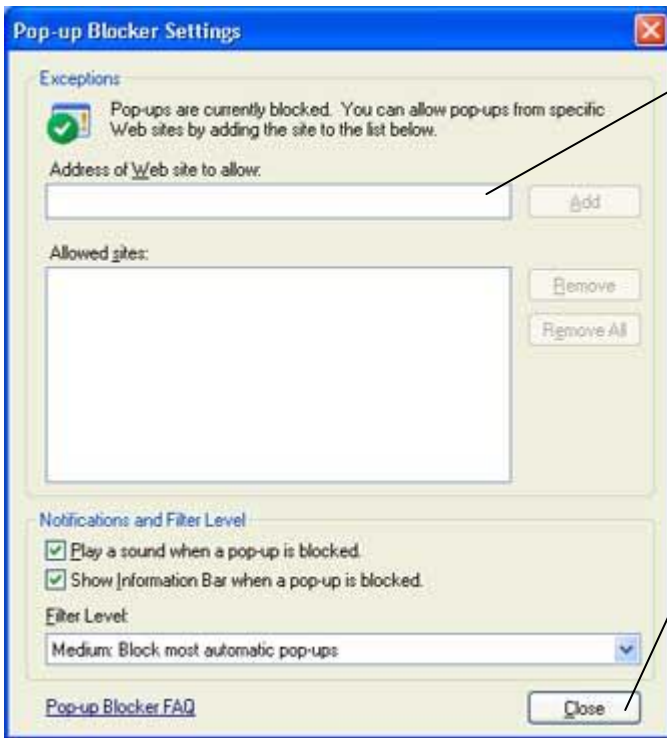 Pop-up Blocker Settings
Exceptions
Pop-ups are currently blocked. You can allow pop-ups from specific
Web sites by adding the site to the list below.
Address of Web site to allow:
Add
Allowed sites:
Remove
Remove All
Notifications and Filter Level
Play a sound when a pop-up is blocked.
Show Information Bar when a pop-up is blocked.
Filter Level:
Medium: Block most automatic pop-ups
Pop-up Blocker FAQ
Close